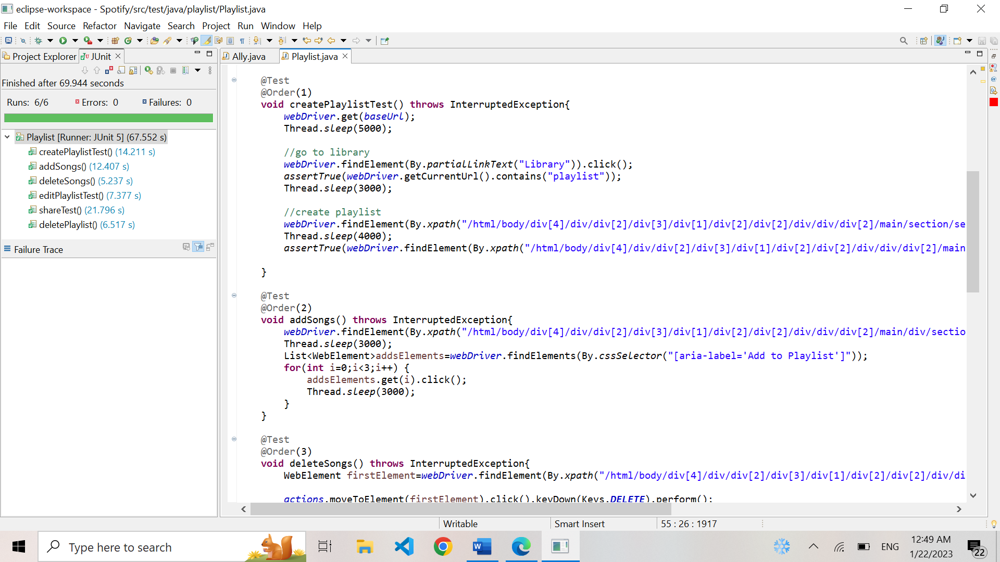 eclipse-workspace - Spotify/src/test/java/playlist/Playlist.java
File Edit Source Refactor Navigate Search Project Run Window Help
Project Explorer JUnit
Finished after 69.944 seconds
Runs: 6/6 Errors: 0 Failures: 0
Playlist [Runner: JUnit 5] (67.552 s)
createPlaylistTest() (14.211 s)
addSongs() (12.407 s)
deleteSongs() (5.237 s)
editPlaylistTest() (7.377 s)
shareTest() (21.796 s)
deletePlaylist() (6.517 s)
Failure Trace
Ally.java Playlist.java
@Test
@Order(1)
void createPlaylistTest() throws InterruptedException{
webDriver.get(baseUrl);
Thread.sleep(5000);
//go to library
webDriver.findElement(By.partialLinkText("Library")).click();
assertTrue(webDriver.getCurrentUrl().contains("playlist"));
Thread.sleep(3000);
//create playlist
webDriver.findElement(By.xpath("/html/body/div[4]/div/div[2]/div[3]/div[1]/div[2]/div[2]/div/div/div[2]/main/section/se
Thread.sleep(4000);
assertTrue(webDriver.findElement(By.xpath("/html/body/div[4]/div/div[2]/div[3]/div[1]/div[2]/div[2]/div/div/div[2]/main
}
@Test
@Order(2)
void addSongs() throws InterruptedException{
webDriver.findElement(By.xpath("/html/body/div[4]/div/div[2]/div[3]/div[1]/div[2]/div[2]/div/div/div[2]/main/div/sectio
Thread.sleep(3000);
List<WebElement>addsElements=webDriver.findElements(By.cssSelector("[aria-label='Add to Playlist']"));
for(int i=0;i<3;i++) {
addsElements.get(i).click();
Thread.sleep(3000);
}
}
@Test
@Order(3)
void deleteSongs() throws InterruptedException{
WebElement firstElement=webDriver.findElement(By.xpath("/html/body/div[4]/div/div[2]/div[3]/div[1]/div[2]/div[2]/div/di
actions.moveToElement(firstElement).click().keyDown(Keys.DELETE).perform();
Writable Smart Insert 55 : 26 : 1917
Type here to search
ENG
12:49 AM
1/22/2023
22